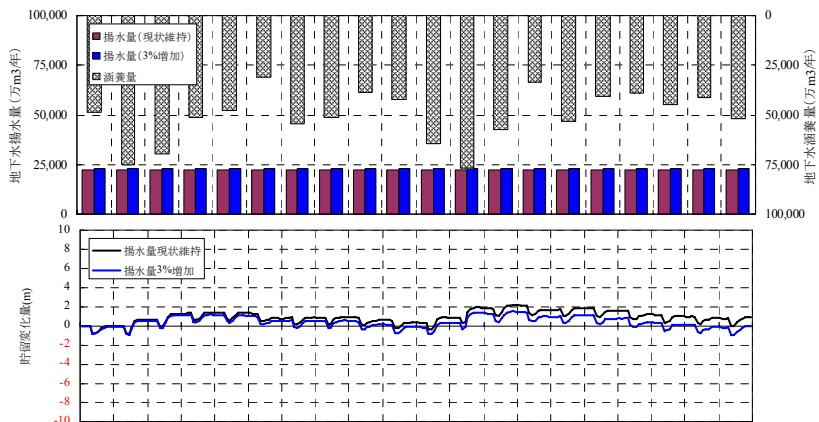 100,000
75,000
50,000
25,000
0
地下水揚水量（万m3/年）
揚水量（現状維持）
揚水量（3%増加）
涵養量
0
25,000
50,000
75,000
100,000
地下水涵養量（万m3/年）
10
8
6
4
2
0
-2
-4
-6
-8
-10
貯留変化量(m)
揚水量現状維持
揚水量3%増加